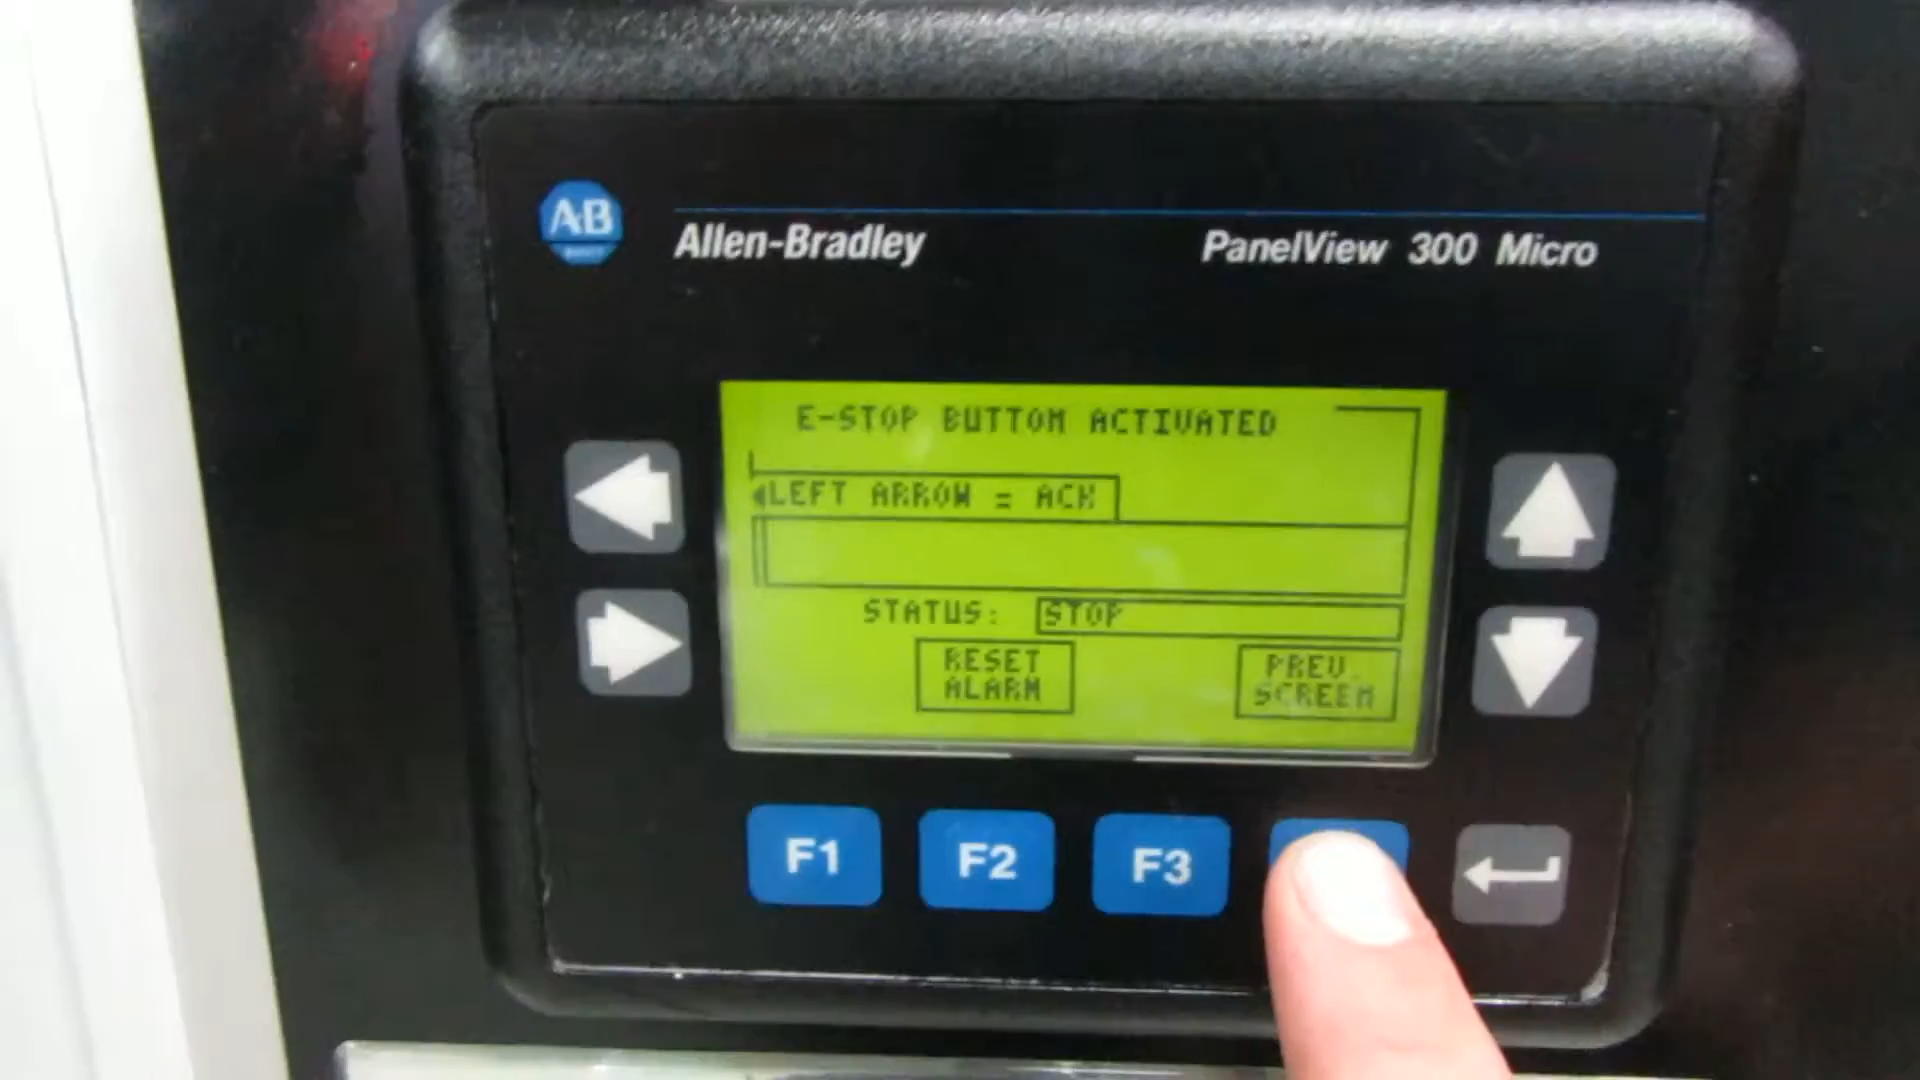 AB
Allen-Bradley
PanelView 300 Micro
E-STOP BUTTON ACTIVATED
LEFT ARROW = ACK
STATUS: STOP
RESET
ALARM
PREV.
SCREEN
F1
F2
F3